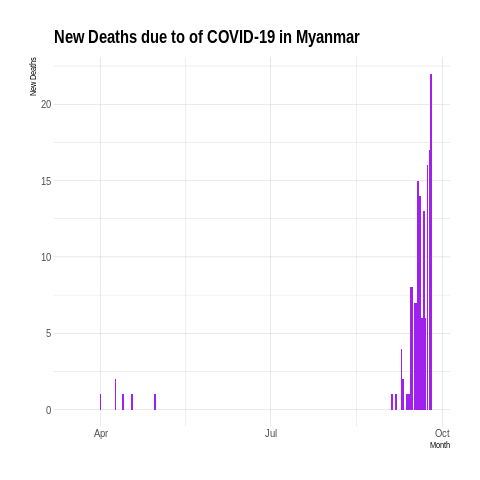 New Deaths due to of COVID-19 in Myanmar
New Deaths
20
15
10
5
0
Apr
Jul
Oct
Month